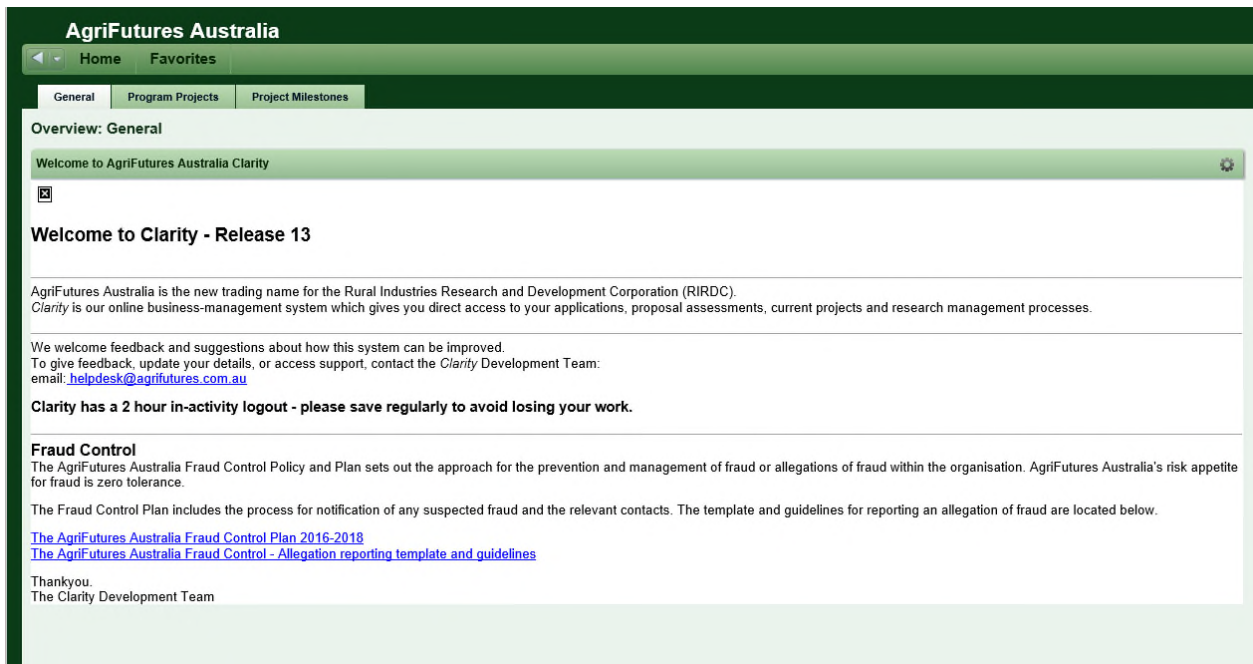 AgriFutures Australia
Home Favorites
General Program Projects Project Milestones
Overview: General
Welcome to AgriFutures Australia Clarity
Welcome to Clarity - Release 13
AgriFutures Australia is the new trading name for the Rural Industries Research and Development Corporation (RIRDC).
Clarity is our online business-management system which gives you direct access to your applications, proposal assessments, current projects and research management processes.
We welcome feedback and suggestions about how this system can be improved.
To give feedback, update your details, or access support, contact the Clarity Development Team:
email: helpdesk@agrifutures.com.au
Clarity has a 2 hour in-activity logout - please save regularly to avoid losing your work.
Fraud Control
The AgriFutures Australia Fraud Control Policy and Plan sets out the approach for the prevention and management of fraud or allegations of fraud within the organisation. AgriFutures Australia's risk appetite
for fraud is zero tolerance.
The Fraud Control Plan includes the process for notification of any suspected fraud and the relevant contacts. The template and guidelines for reporting an allegation of fraud are located below.
The AgriFutures Australia Fraud Control Plan 2016-2018
The AgriFutures Australia Fraud Control - Allegation reporting template and guidelines
Thankyou.
The Clarity Development Team